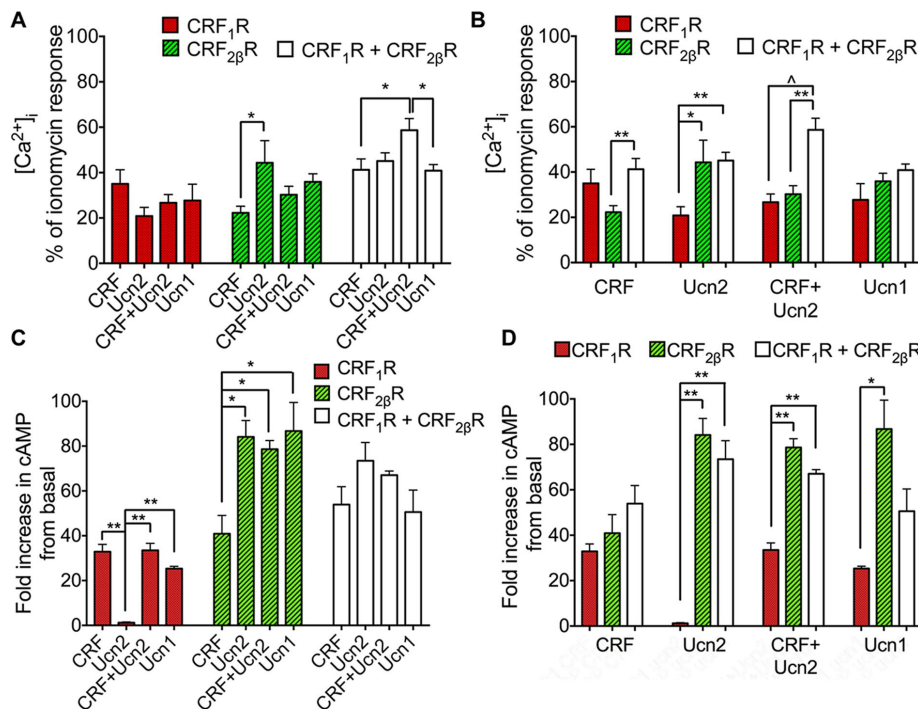 A
CRF₁R
CRF₂βR
CRF₁R + CRF₂βR
[Ca²⁺]ᵢ
% of ionomycin response
100
80
60
40
20
0
*
*
*
CRF
Ucn2
CRF+Ucn2
Ucn1
CRF
Ucn2
CRF+Ucn2
Ucn1
CRF
Ucn2
CRF+Ucn2
Ucn1
B
CRF₁R
CRF₂βR
CRF₁R + CRF₂βR
[Ca²⁺]ᵢ
% of ionomycin response
100
80
60
40
20
0
**
**
*
^
**
CRF
Ucn2
CRF+
Ucn2
Ucn1
C
CRF₁R
CRF₂βR
CRF₁R + CRF₂βR
Fold increase in cAMP
from basal
100
80
60
40
20
0
**
**
**
*
*
*
CRF
Ucn2
CRF+Ucn2
Ucn1
CRF
Ucn2
CRF+Ucn2
Ucn1
CRF
Ucn2
CRF+Ucn2
Ucn1
D
CRF₁R
CRF₂βR
CRF₁R + CRF₂βR
Fold increase in cAMP
from basal
100
80
60
40
20
0
**
**
**
**
*
CRF
Ucn2
CRF+
Ucn2
Ucn1